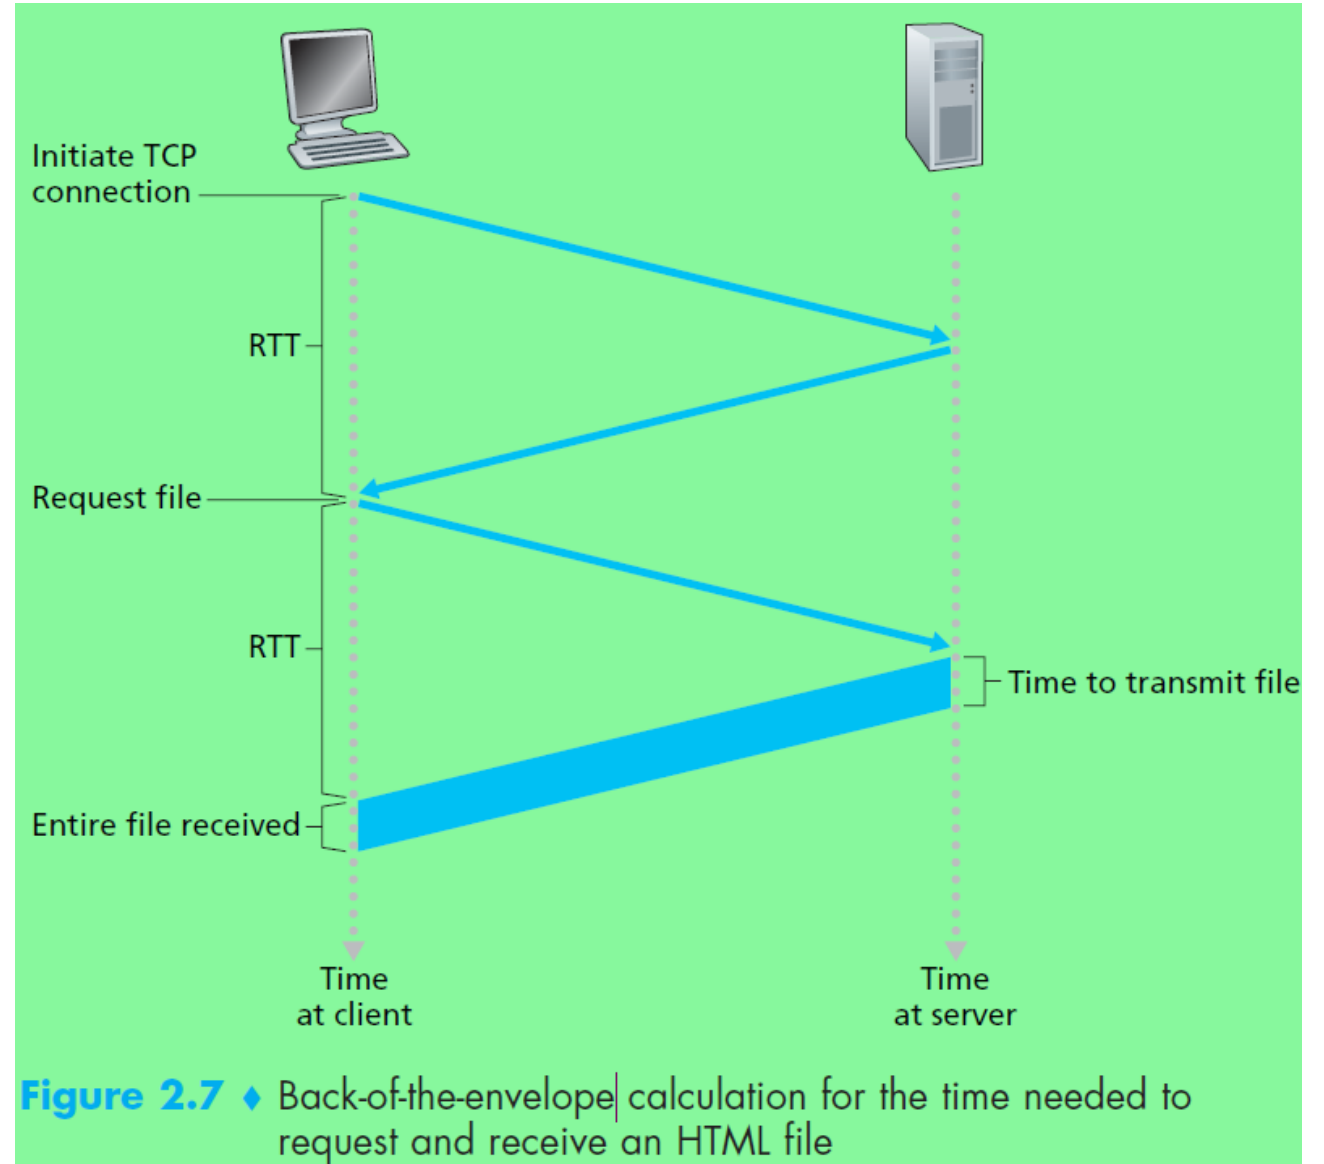 Initiate TCP
connection
RTT
Request file
RTT
Time to transmit file
Entire file received
Time
at client
Time
at server
Figure 2.7 ♦ Back-of-the-envelope calculation for the time needed to
request and receive an HTML file